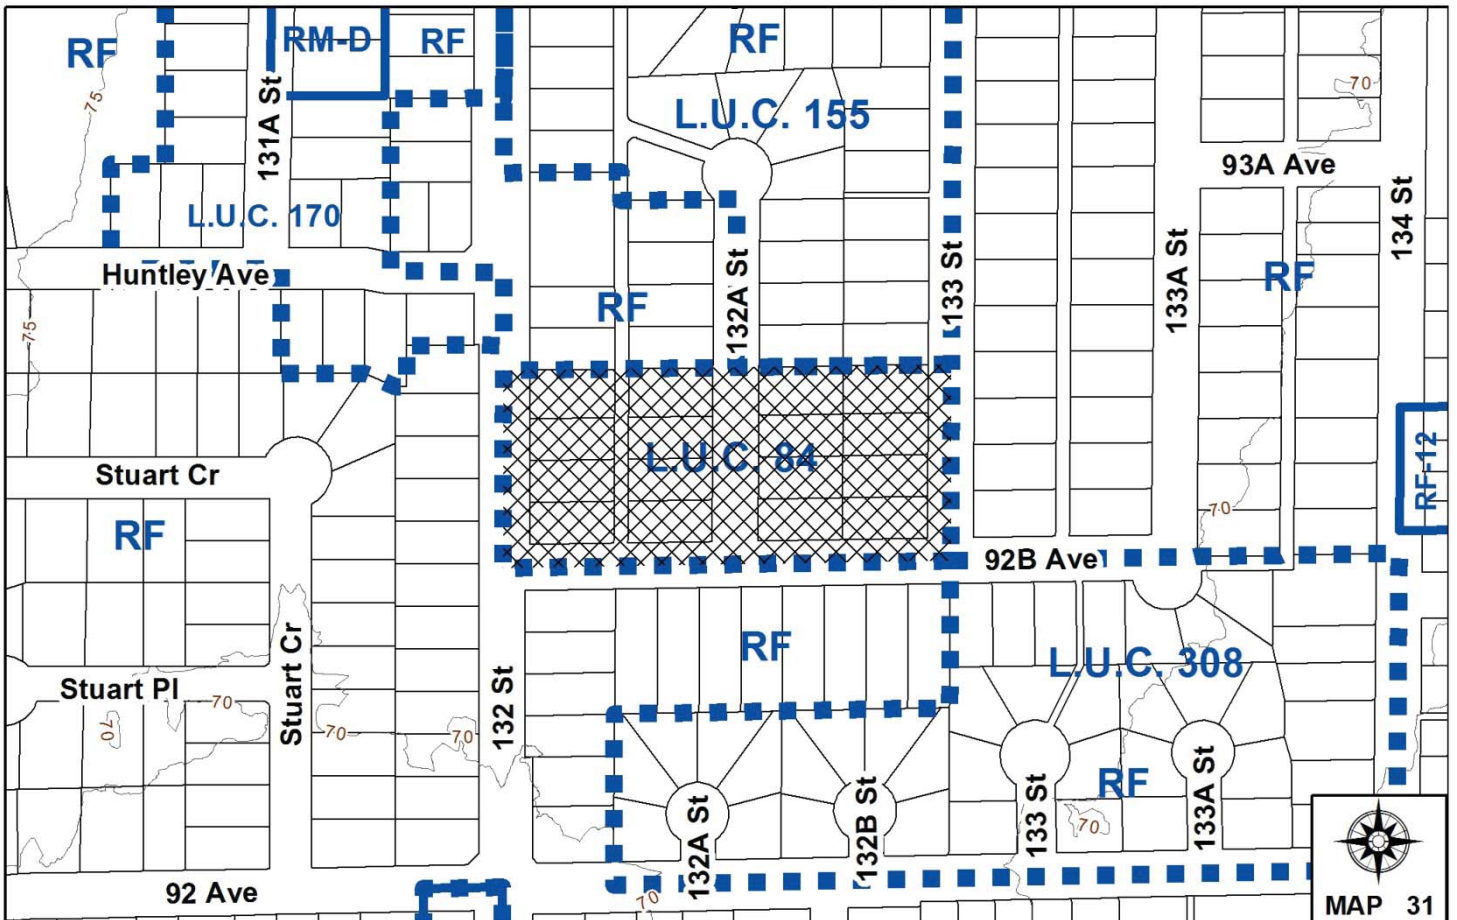 RF
RM-D
RF
RF
75
131A St
L.U.C. 155
70
93A Ave
L.U.C. 170
134 St
Huntley Ave
132A St
133 St
133A St
RF
RF
75
L.U.C. 84
RF-12
Stuart Cr
70
RF
92B Ave
Stuart Cr
RF
L.U.C. 308
Stuart Pl
70
132 St
70
70
70
RF
132A St
132B St
133 St
70
133A St
92 Ave
70
MAP 31